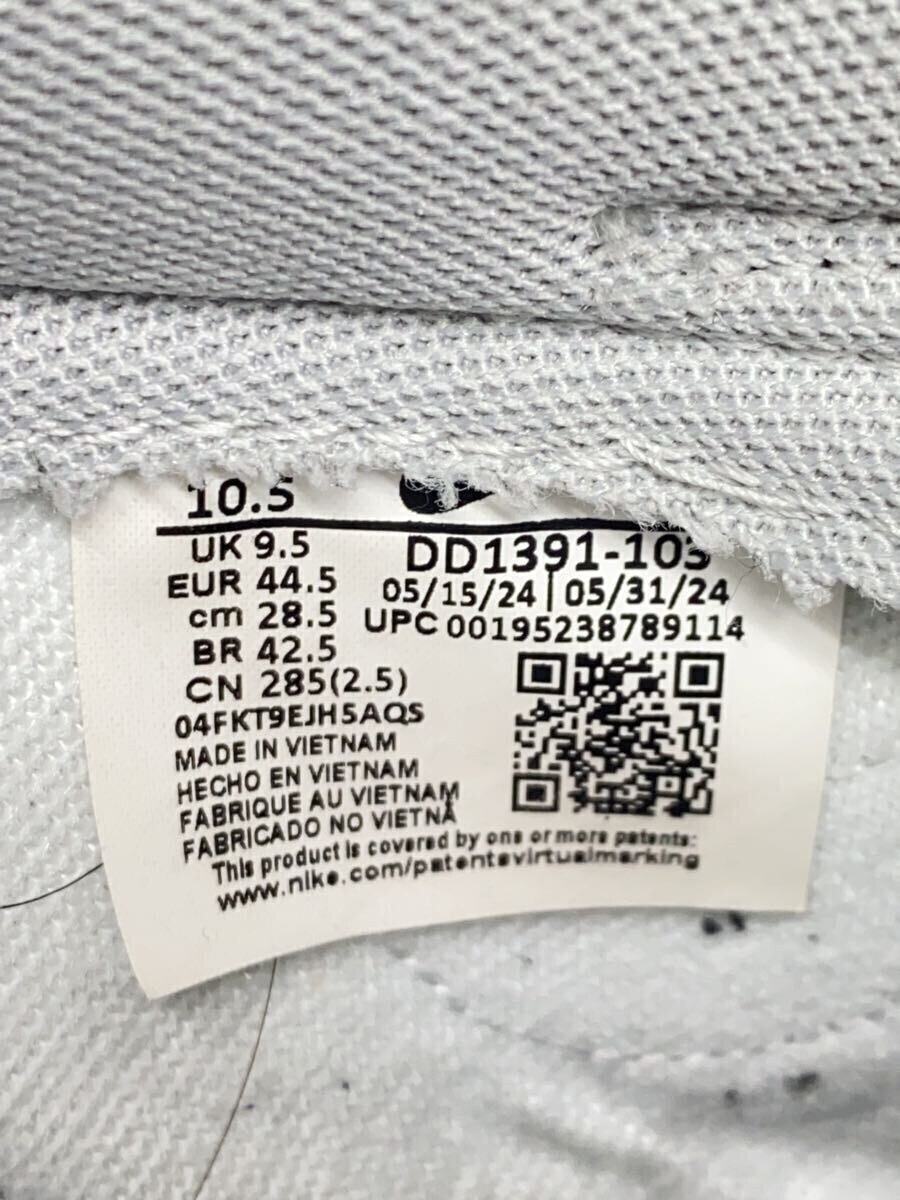 10.5
UK 9.5
EUR 44.5
cm 28.5
BR 42.5
CN 285(2.5)
DD1391-103
05/15/24 | 05/31/24
UPC 00195238789114
04FKT9EJH5AQS
MADE IN VIETNAM
HECHO EN VIETNAM
FABRIQUE AU VIETNAM
FABRICADO NO VIETNÃ
This product is covered by one or more patents:
www.nike.com/patentsvirtualmarking